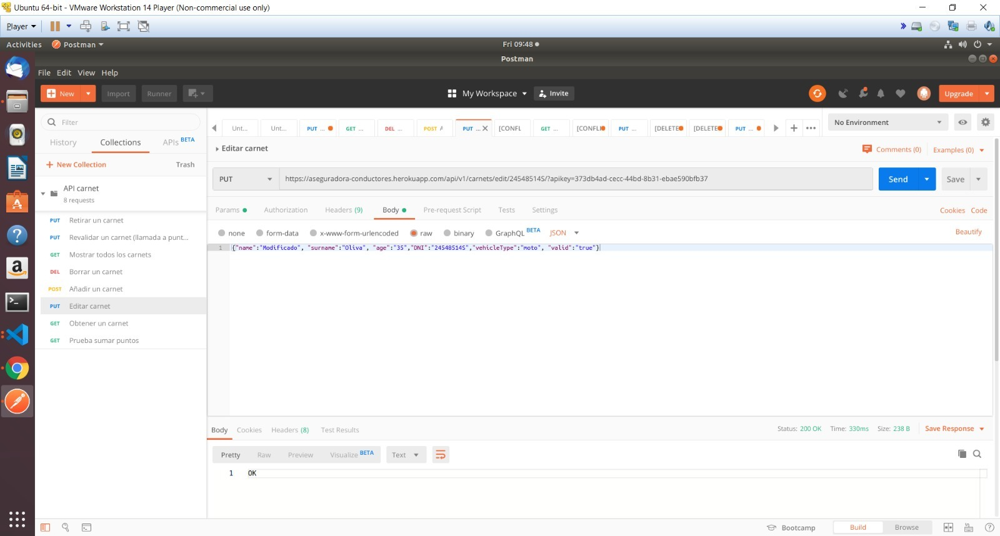 Ubuntu 64-bit - VMware Workstation 14 Player (Non-commercial use only)
Player
Activities Postman Fri 09:48
Postman
File Edit View Help
New Import Runner My Workspace Invite Upgrade
Filter
Unt... Unt... PUT ... GET ... DEL ... POST A PUT ... [CONFL GET ... [CONFLI PUT ... [DELETE [DELETE PUT ... No Environment
History Collections APIs BETA
Editar carnet Comments (0) Examples (0)
New Collection Trash
PUT https://aseguradora-conductores.herokuapp.com/api/v1/carnets/edit/24548514S/?apikey=373db4ad-cecc-44bd-8b31-ebae590bfb37 Send Save
API carnet
8 requests
Params Authorization Headers (9) Body Pre-request Script Tests Settings Cookies Code
PUT Retirar un carnet
PUT Revalidar un carnet (llamada a punt...
GET Mostrar todos los carnets
DEL Borrar un carnet
POST Añadir un carnet
PUT Editar carnet
GET Obtener un carnet
GET Prueba sumar puntos
none form-data x-www-form-urlencoded raw binary GraphQL BETA JSON Beautify
1 {"name":"Modificado", "surname":"Oliva", "age":"35","DNI":"24548514S","vehicleType":"moto", "valid":"true"}
Body Cookies Headers (8) Test Results Status: 200 OK Time: 330ms Size: 238 B Save Response
Pretty Raw Preview Visualize BETA Text
1 OK
Bootcamp Build Browse